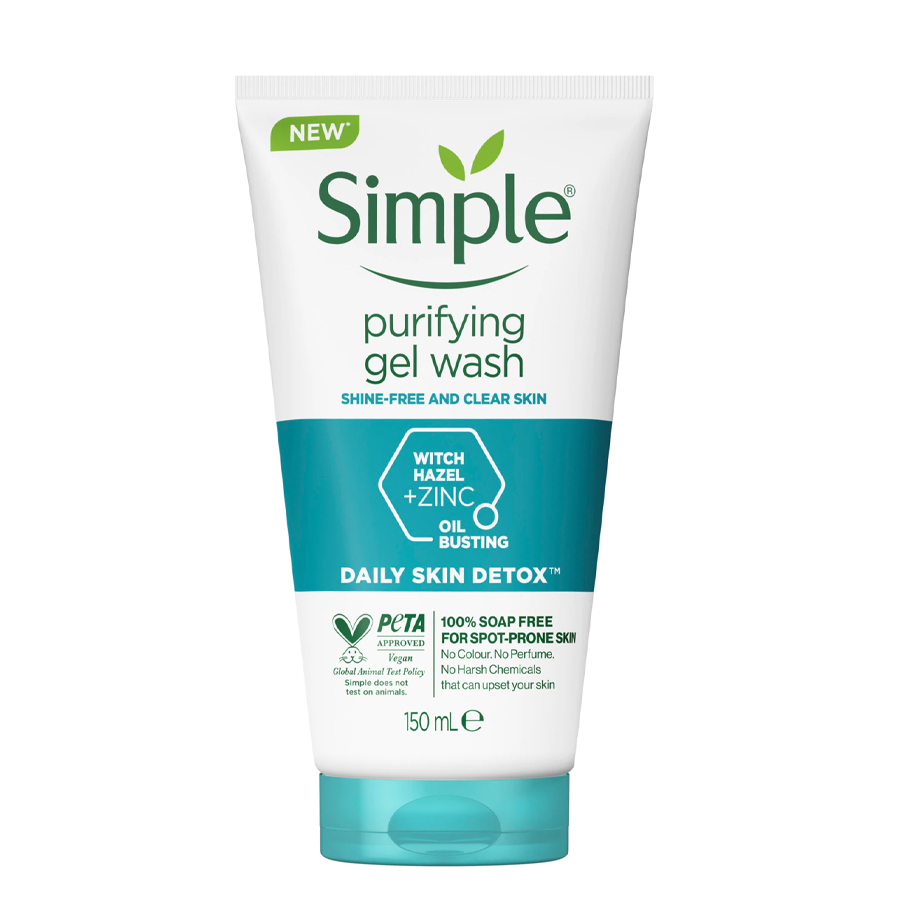 NEW™
Simple®
purifying
gel wash
SHINE-FREE AND CLEAR SKIN
WITCH
HAZEL
+ZINC
OIL
BUSTING
DAILY SKIN DETOX™
PETA
APPROVED
Vegan
Global Animal Test Policy
Simple does not
test on animals.
100% SOAP FREE
FOR SPOT-PRONE SKIN
No Colour. No Perfume.
No Harsh Chemicals
that can upset your skin
150 mL ℮